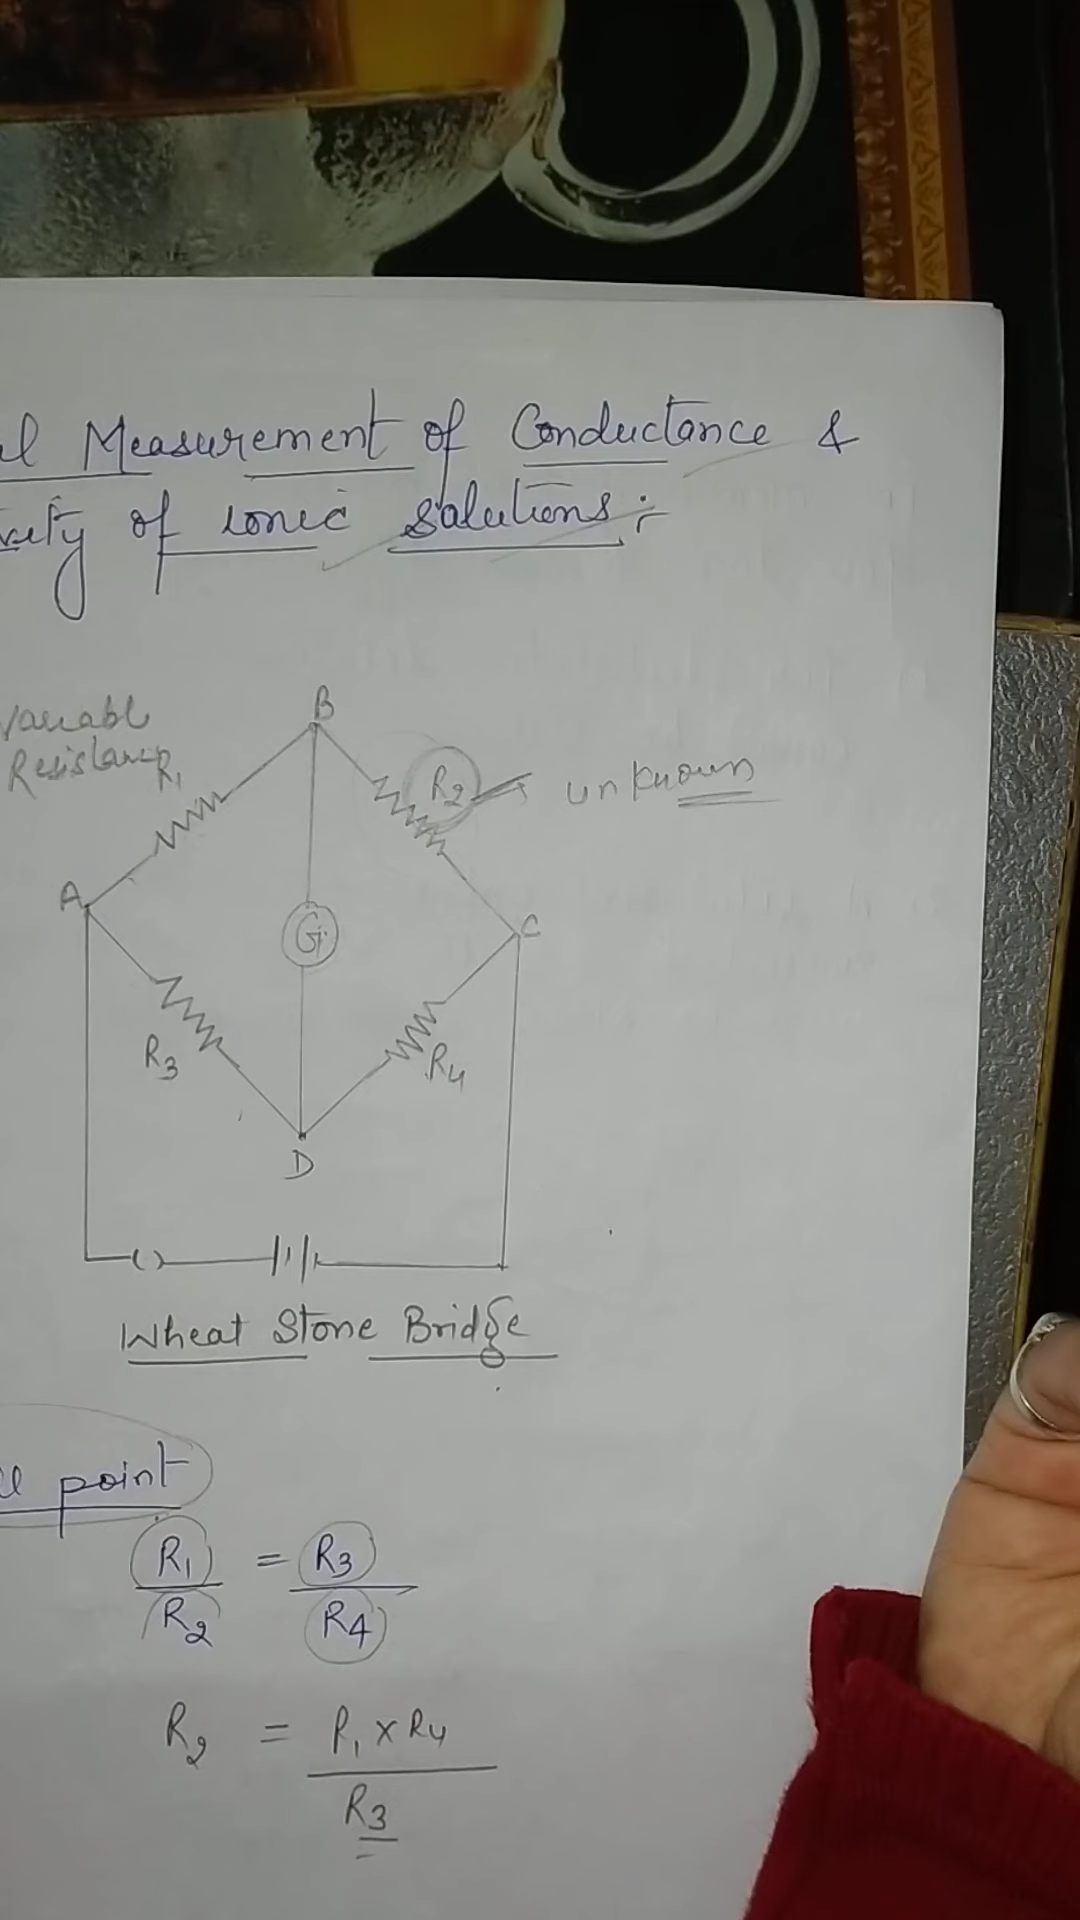 Measurement of Conductance &
of ionic Solutions :-
Variabl
Resistance
R1
B
R2
unknown
A
G
C
R3
R4
D
Wheat Stone Bridge
point
R1 = R3
R2 R4
R2 = R1 x R4
R3